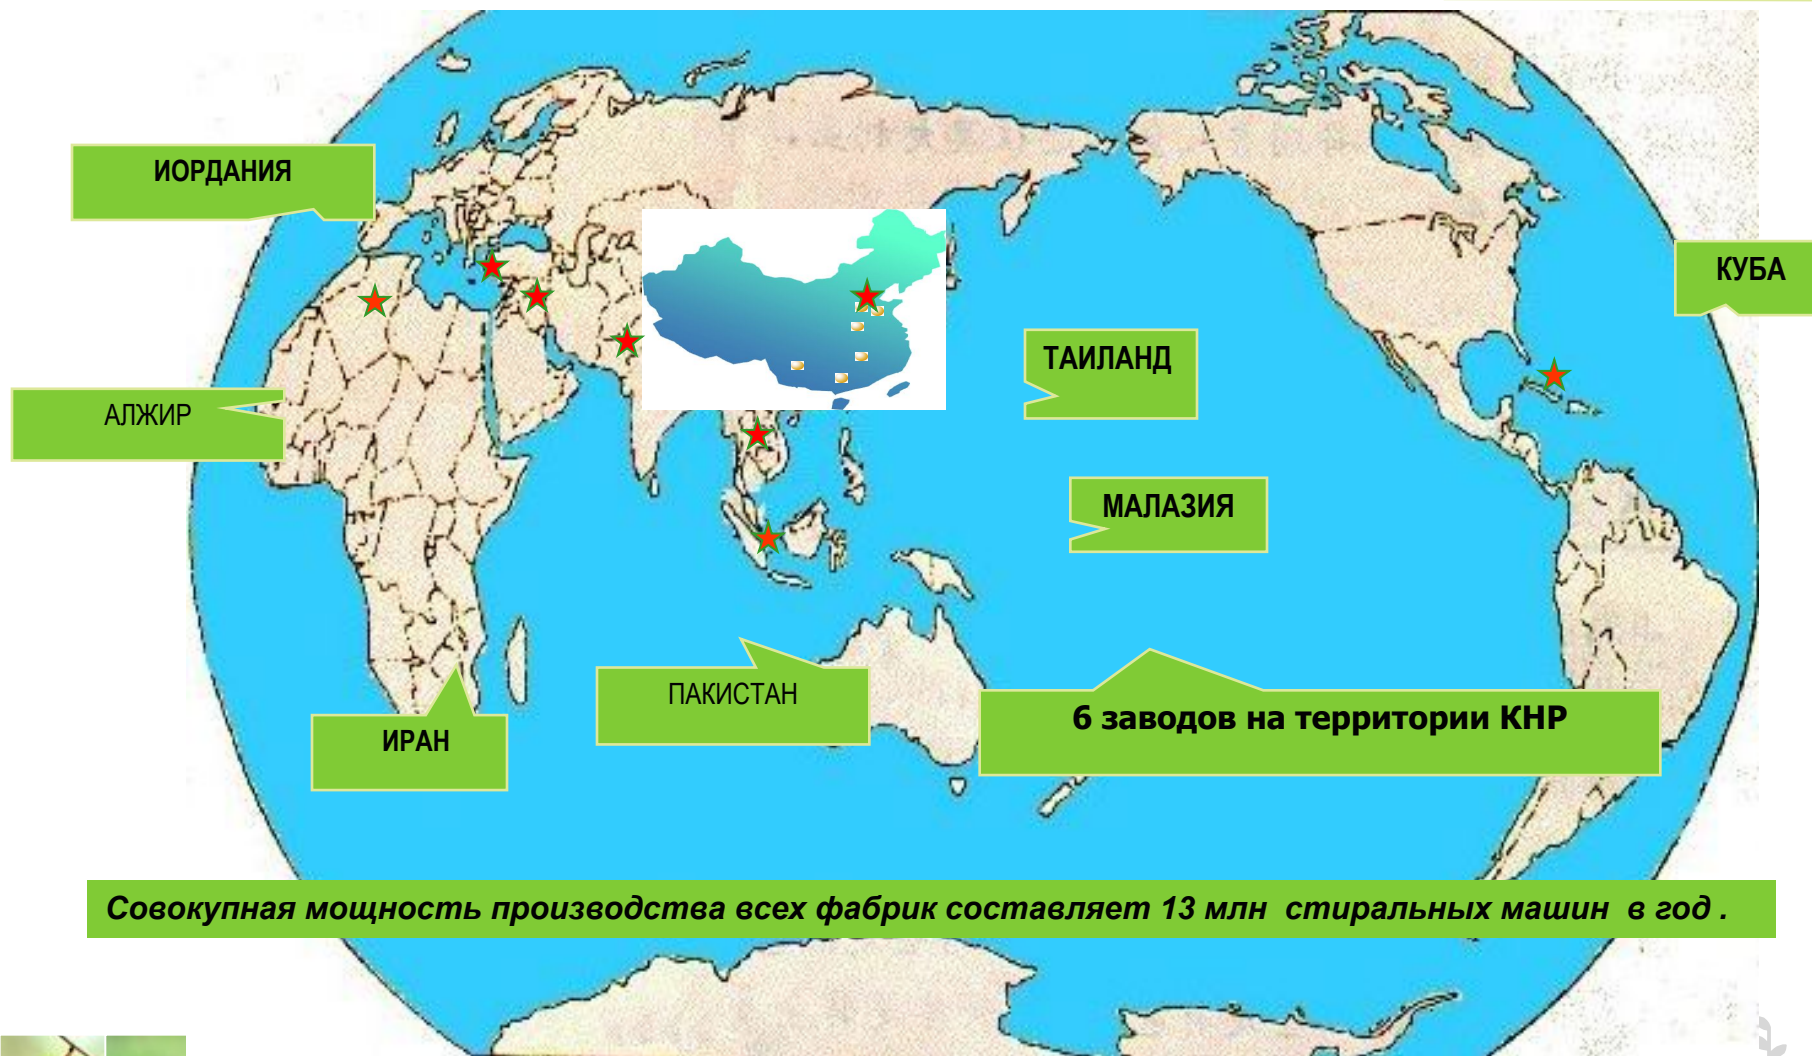 ИОРДАНИЯ
КУБА
ТАИЛАНД
АЛЖИР
МАЛАЗИЯ
ПАКИСТАН
6 заводов на территории КНР
ИРАН
Совокупная мощность производства всех фабрик составляет 13 млн стиральных машин в год .